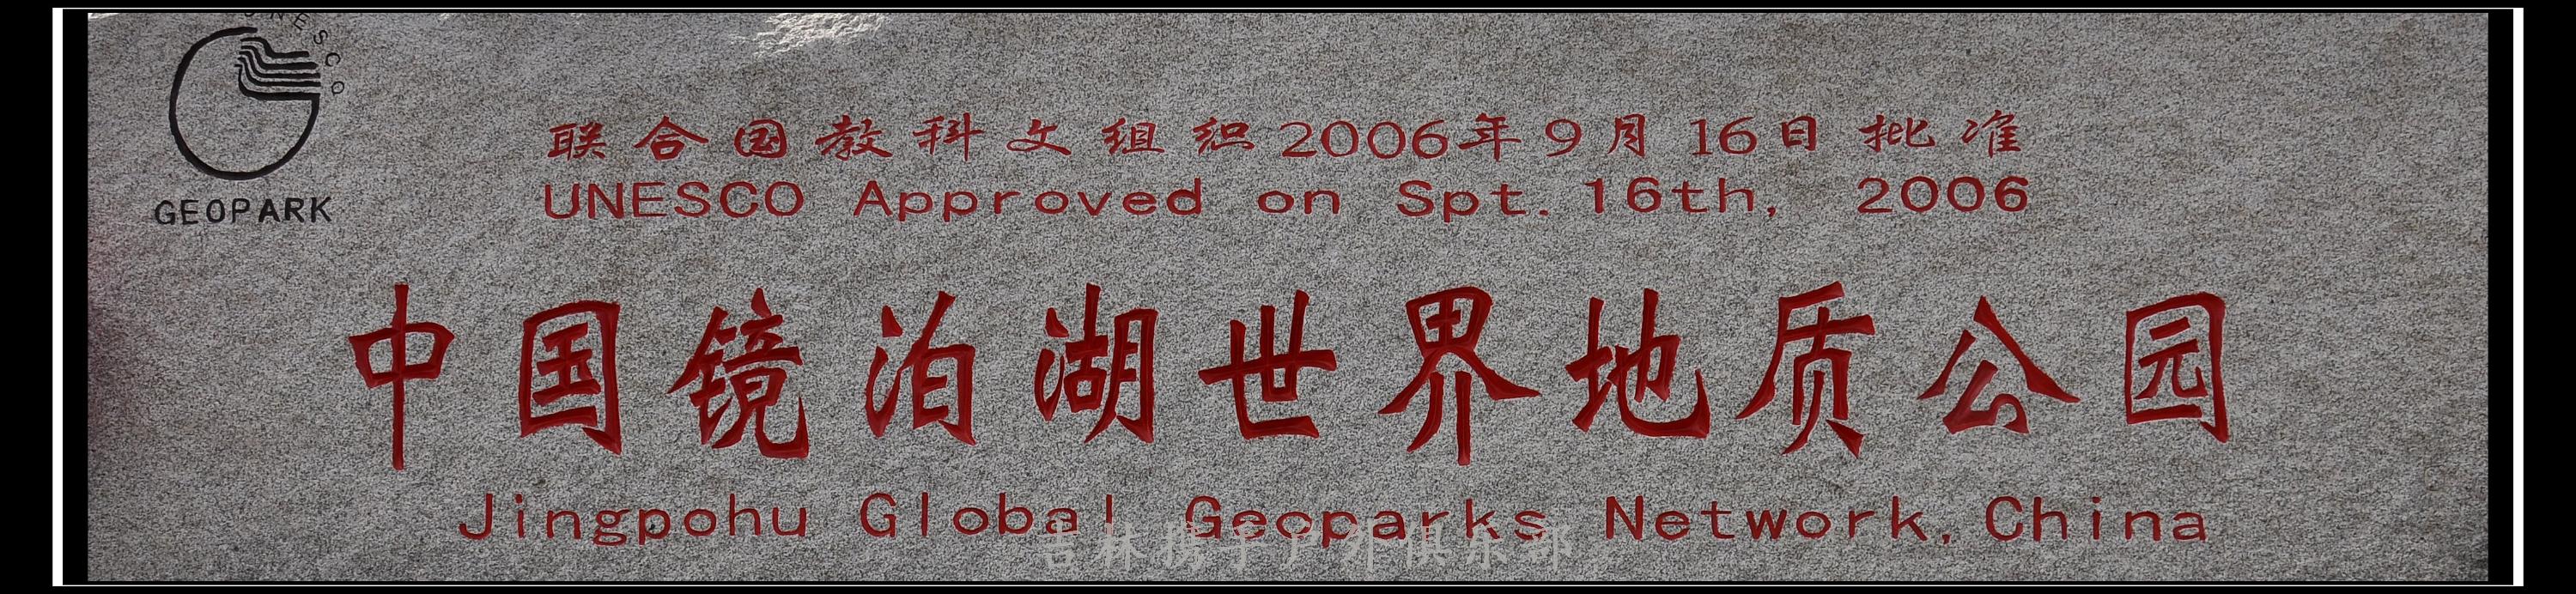 UNESCO
GEOPARK
联合国教科文组织2006年9月16日批准
UNESCO Approved on Spt. 16th, 2006
中国镜泊湖世界地质公园
Jingpohu Global Geoparks Network, China
吉林携手户外俱乐部